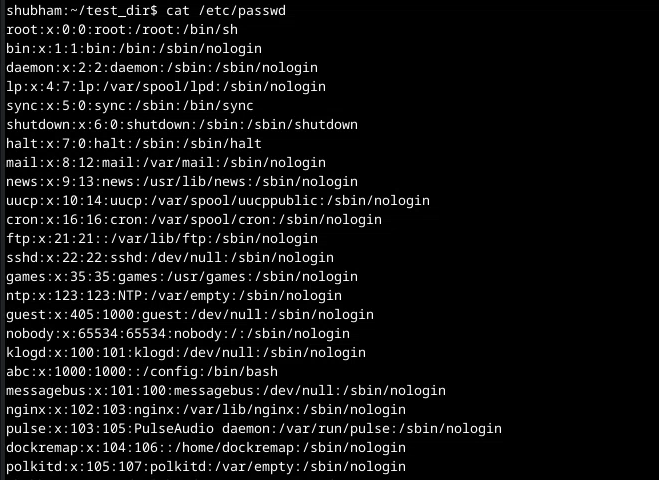 shubham:~/test_dir$ cat /etc/passwd
root:x:0:0:root:/root:/bin/sh
bin:x:1:1:bin:/bin:/sbin/nologin
daemon:x:2:2:daemon:/sbin:/sbin/nologin
lp:x:4:7:lp:/var/spool/lpd:/sbin/nologin
sync:x:5:0:sync:/sbin:/bin/sync
shutdown:x:6:0:shutdown:/sbin:/sbin/shutdown
halt:x:7:0:halt:/sbin:/sbin/halt
mail:x:8:12:mail:/var/mail:/sbin/nologin
news:x:9:13:news:/usr/lib/news:/sbin/nologin
uucp:x:10:14:uucp:/var/spool/uucppublic:/sbin/nologin
cron:x:16:16:cron:/var/spool/cron:/sbin/nologin
ftp:x:21:21::/var/lib/ftp:/sbin/nologin
sshd:x:22:22:sshd:/dev/null:/sbin/nologin
games:x:35:35:games:/usr/games:/sbin/nologin
ntp:x:123:123:NTP:/var/empty:/sbin/nologin
guest:x:405:1000:guest:/dev/null:/sbin/nologin
nobody:x:65534:65534:nobody:/:/sbin/nologin
klogd:x:100:101:klogd:/dev/null:/sbin/nologin
abc:x:1000:1000::/config:/bin/bash
messagebus:x:101:100:messagebus:/dev/null:/sbin/nologin
nginx:x:102:103:nginx:/var/lib/nginx:/sbin/nologin
pulse:x:103:105:PulseAudio daemon:/var/run/pulse:/sbin/nologin
dockremap:x:104:106::/home/dockremap:/sbin/nologin
polkitd:x:105:107:polkitd:/var/empty:/sbin/nologin